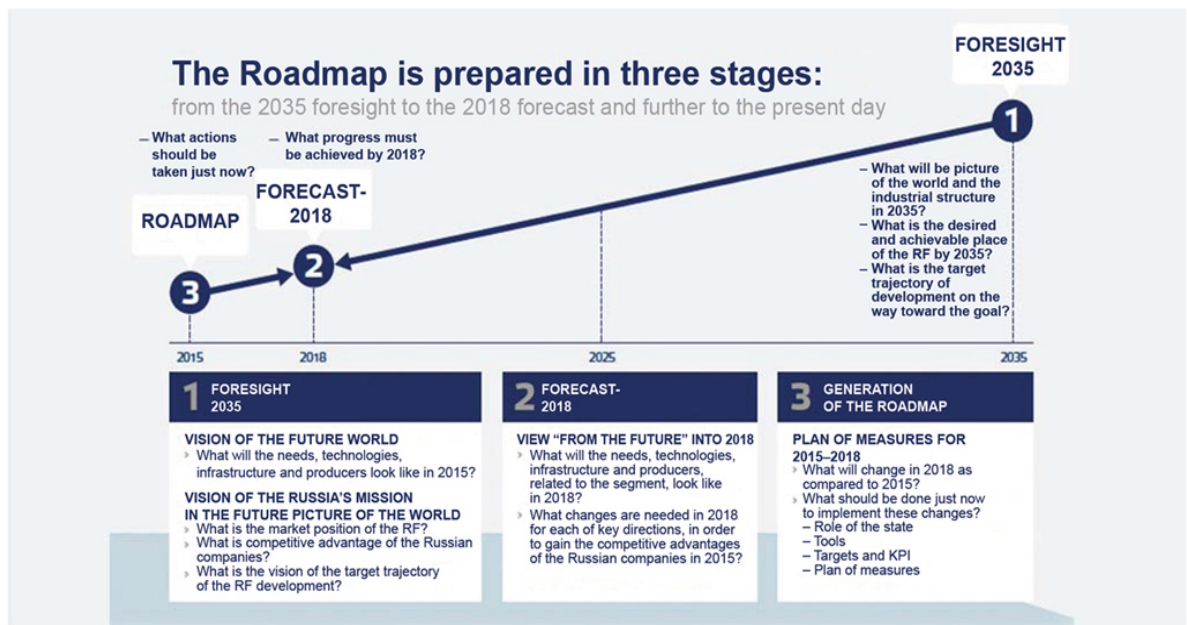 The Roadmap is prepared in three stages:
from the 2035 foresight to the 2018 forecast and further to the present day
FORESIGHT
2035
1
– What actions
should be
taken just now?
– What progress must
be achieved by 2018?
ROADMAP
FORECAST-
2018
3
2
– What will be picture
of the world and the
industrial structure
in 2035?
– What is the desired
and achievable place
of the RF by 2035?
– What is the target
trajectory of
development on the
way toward the goal?
2015
2018
2025
2035
1 FORESIGHT
2035
VISION OF THE FUTURE WORLD
› What will the needs, technologies,
infrastructure and producers look like in 2015?
VISION OF THE RUSSIA'S MISSION
IN THE FUTURE PICTURE OF THE WORLD
› What is the market position of the RF?
› What is competitive advantage of the Russian
companies?
› What is the vision of the target trajectory
of the RF development?
2 FORECAST-
2018
VIEW "FROM THE FUTURE" INTO 2018
› What will the needs, technologies,
infrastructure and producers,
related to the segment, look like
in 2018?
› What changes are needed in 2018
for each of key directions, in order
to gain the competitive advantages
of the Russian companies in 2015?
3 GENERATION
OF THE ROADMAP
PLAN OF MEASURES FOR
2015–2018
› What will change in 2018 as
compared to 2015?
› What should be done just now
to implement these changes?
– Role of the state
– Tools
– Targets and KPI
– Plan of measures